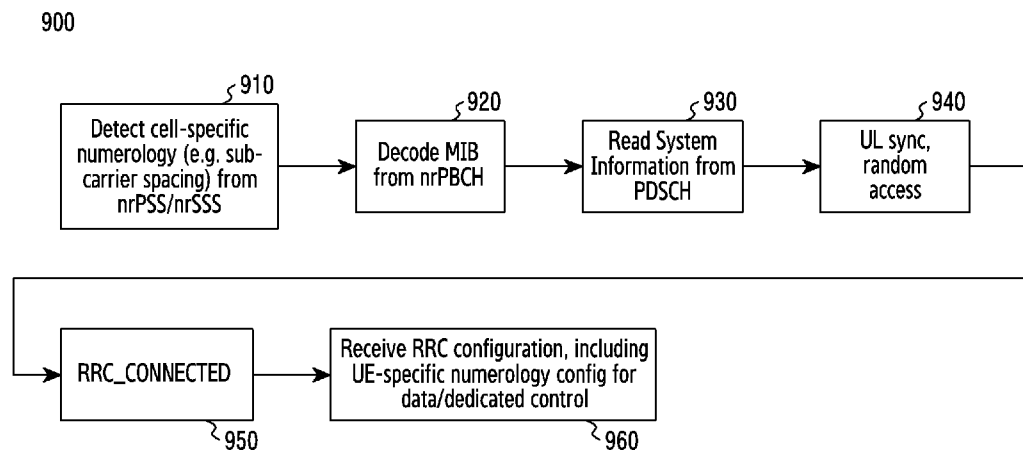 900
910
Detect cell-specific
numerology (e.g. sub-
carrier spacing) from
nrPSS/nrSSS
920
Decode MIB
from nrPBCH
930
Read System
Information from
PDSCH
940
UL sync,
random
access
RRC_CONNECTED
950
Receive RRC configuration, including
UE-specific numerology config for
data/dedicated control
960